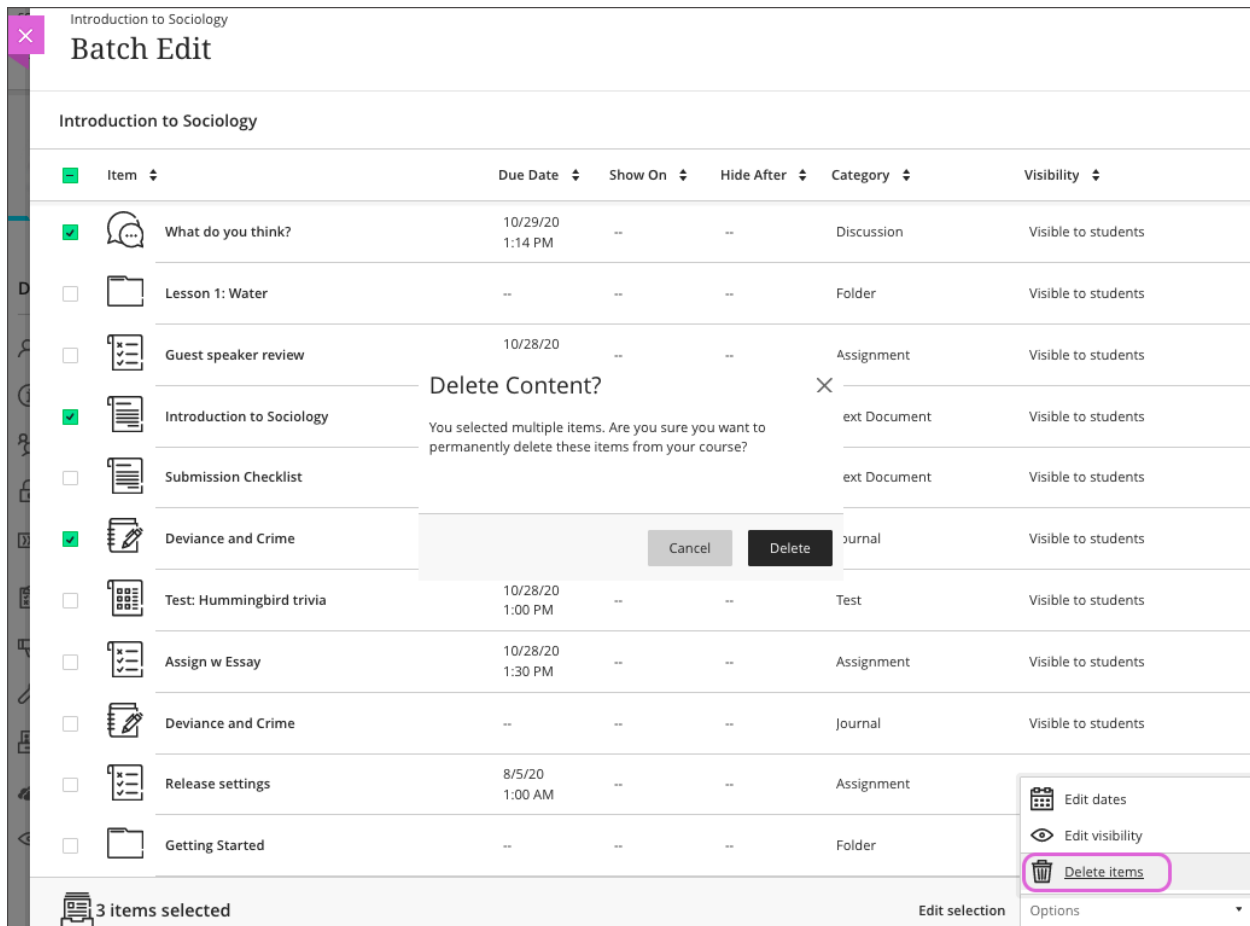 Introduction to Sociology
Batch Edit
Introduction to Sociology
Item Due Date Show On Hide After Category Visibility
What do you think? 10/29/20 1:14 PM -- -- Discussion Visible to students
Lesson 1: Water -- -- -- Folder Visible to students
Guest speaker review 10/28/20 -- -- Assignment Visible to students
Delete Content?
You selected multiple items. Are you sure you want to
permanently delete these items from your course?
Cancel Delete
Introduction to Sociology ext Document Visible to students
Submission Checklist ext Document Visible to students
Deviance and Crime ournal Visible to students
Test: Hummingbird trivia 10/28/20 1:00 PM -- -- Test Visible to students
Assign w Essay 10/28/20 1:30 PM -- -- Assignment Visible to students
Deviance and Crime -- -- -- Journal Visible to students
Release settings 8/5/20 1:00 AM -- -- Assignment
Getting Started -- -- -- Folder
Edit dates
Edit visibility
Delete items
3 items selected Edit selection Options